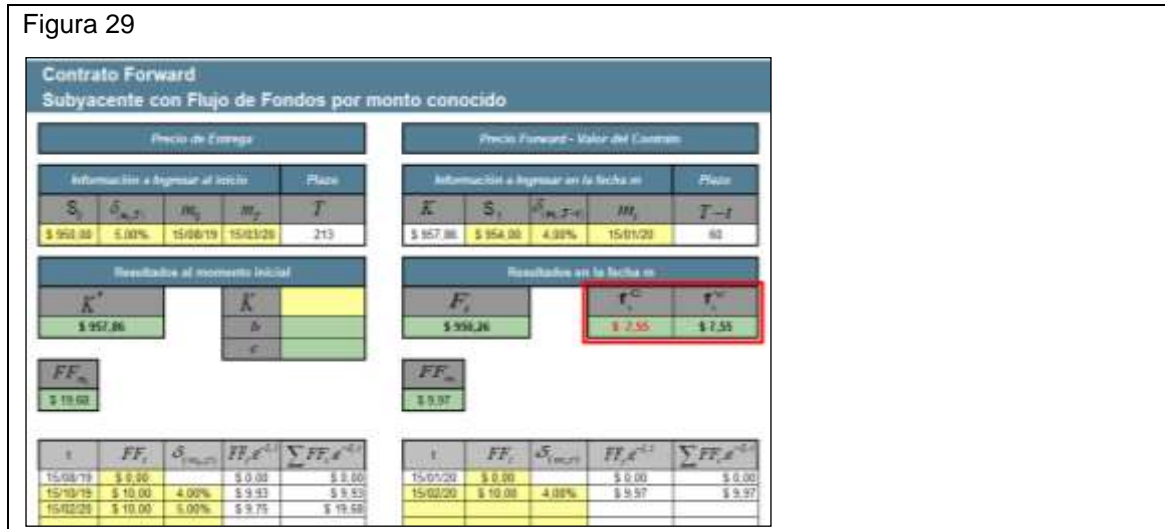 Figura 29
Contrato Forward
Subyacente con Flujo de Fondos por monto conocido
Precio de Entrega
Precio Forward - Valor del Contrato
Información a Ingresar al inicio Plazo
Información a Ingresar en la fecha m Plazo
T
K T-t
5.00% 15/08/19 15/03/20 213
$ 957,86 $ 954,00 4,00% 15/01/20 60
Resultados al momento inicial
Resultados en la fecha m
K* K
$ 957,86 b
c
$ 7,55 $ 7,55
FF
$ 19.68
FF
$ 9,97
t
t
15/08/19 $ 0,00 $ 0,00 $ 0,00
15/10/19 $ 10,00 4,00% $ 9,93 $ 9,93
15/02/20 $ 10,00 5,00% $ 9,75 $ 19,68
15/01/20 $ 0,00 $ 0,00 $ 0,00
15/02/20 $ 10,00 4,00% $ 9,97 $ 9,97